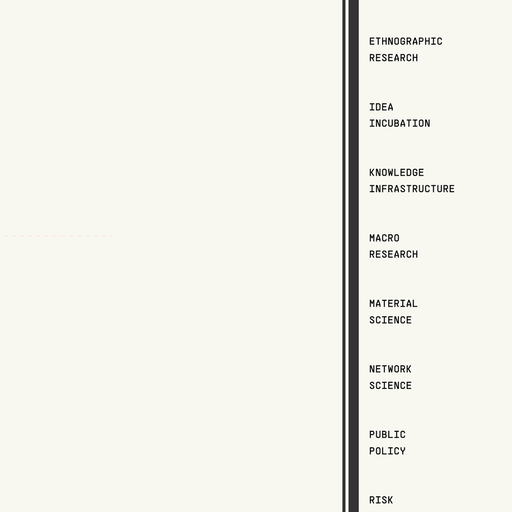 ETHNOGRAPHIC
RESEARCH
IDEA
INCUBATION
KNOWLEDGE
INFRASTRUCTURE
MACRO
RESEARCH
MATERIAL
SCIENCE
NETWORK
SCIENCE
PUBLIC
POLICY
RISK